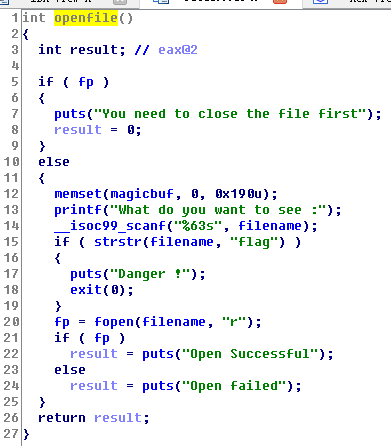 1 int openfile()
2 {
3   int result; // eax@2
4
5   if ( fp )
6   {
7     puts("You need to close the file first");
8     result = 0;
9   }
10   else
11   {
12     memset(magicbuf, 0, 0x190u);
13     printf("What do you want to see :");
14     __isoc99_scanf("%63s", filename);
15     if ( strstr(filename, "flag") )
16     {
17       puts("Danger !");
18       exit(0);
19     }
20     fp = fopen(filename, "r");
21     if ( fp )
22       result = puts("Open Successful");
23     else
24       result = puts("Open failed");
25   }
26   return result;
27 }